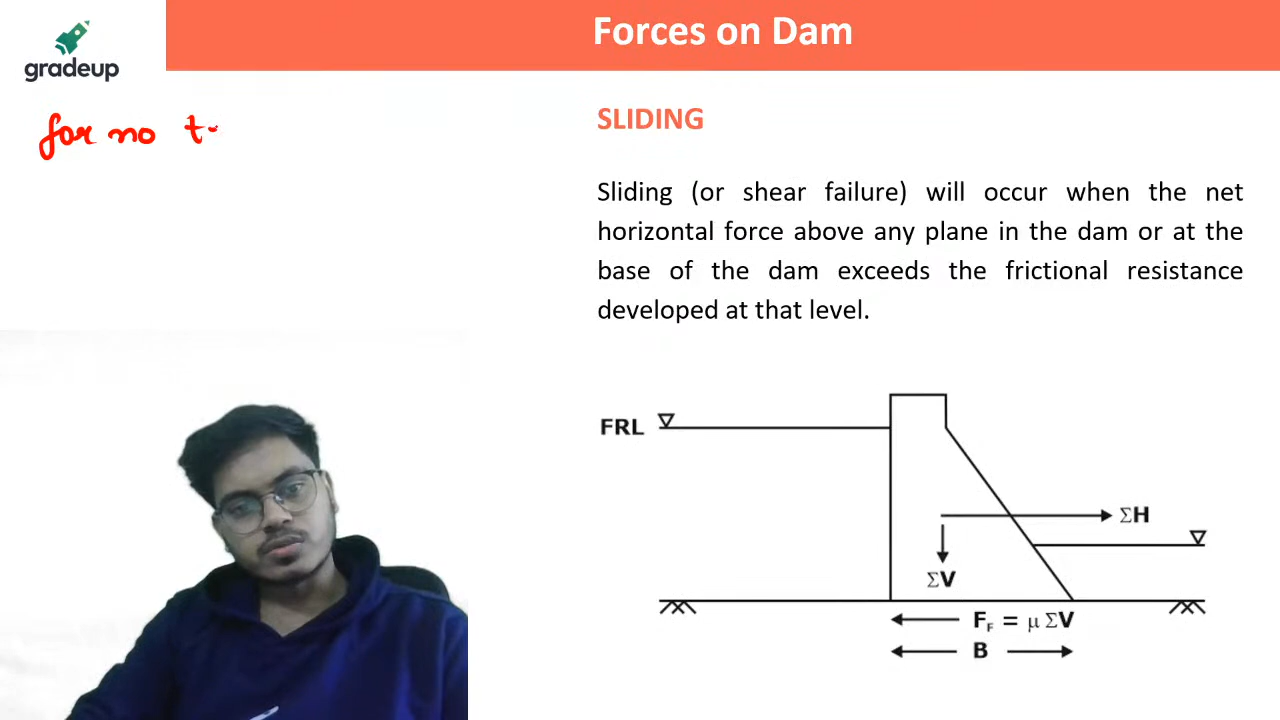 Forces on Dam
gradeup
for no t
SLIDING
Sliding (or shear failure) will occur when the net
horizontal force above any plane in the dam or at the
base of the dam exceeds the frictional resistance
developed at that level.
FRL
ΣH
ΣV
F_F = μ ΣV
B